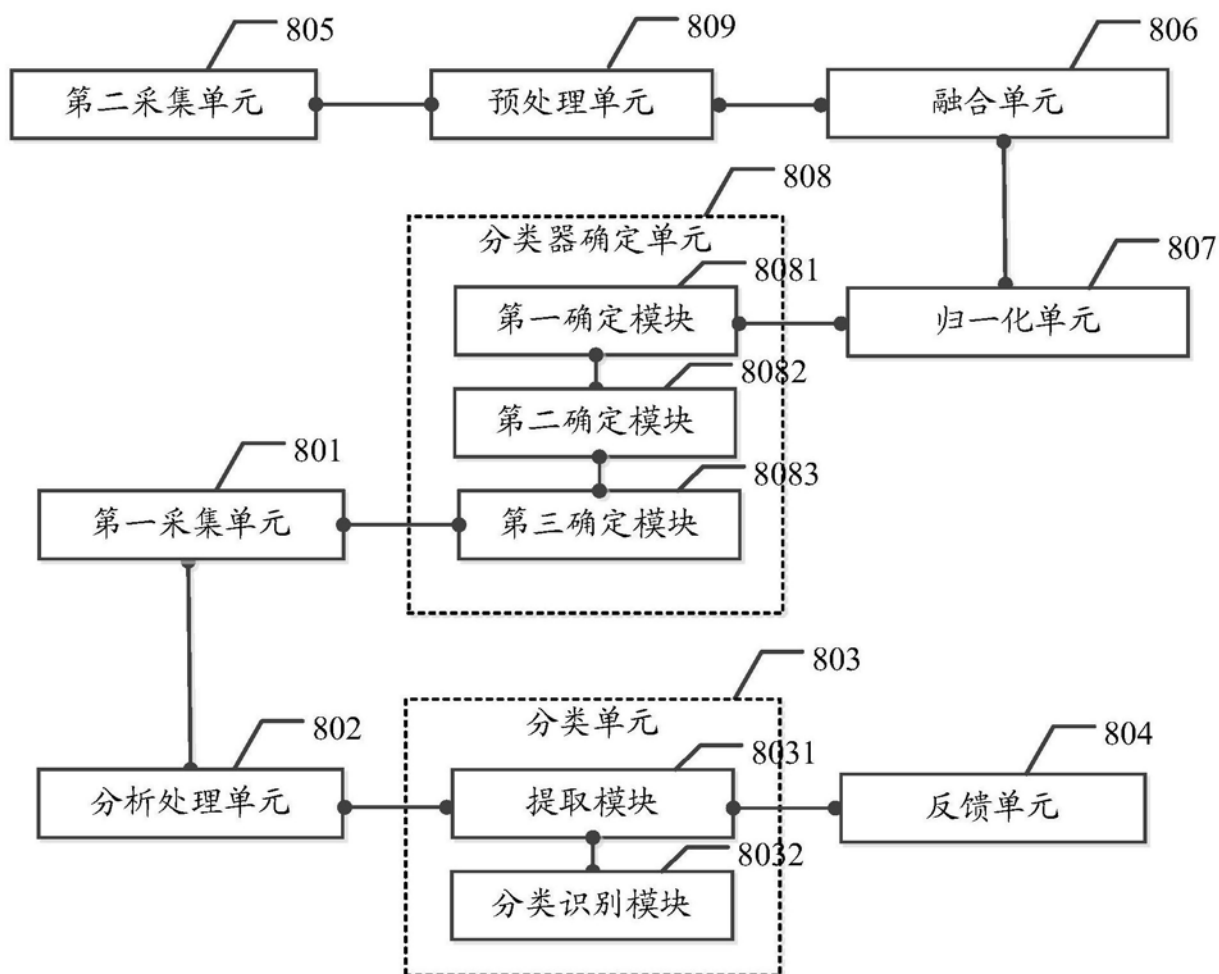 805
809
806
第二采集单元
预处理单元
融合单元
808
分类器确定单元
807
8081
第一确定模块
归一化单元
8082
第二确定模块
801
8083
第一采集单元
第三确定模块
803
分类单元
802
8031
804
分析处理单元
提取模块
反馈单元
8032
分类识别模块